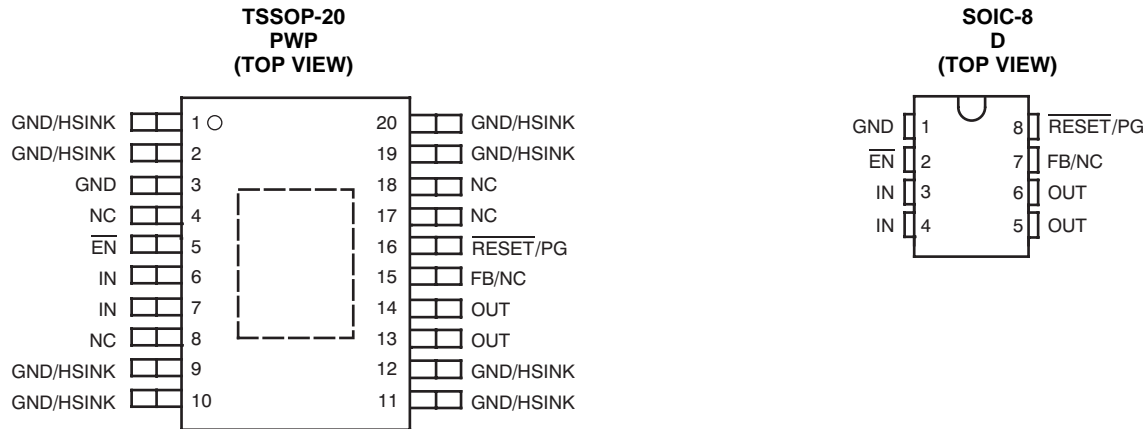 TSSOP-20
PWP
(TOP VIEW)
GND/HSINK 1 20 GND/HSINK
GND/HSINK 2 19 GND/HSINK
GND 3 18 NC
NC 4 17 NC
EN 5 16 RESET/PG
IN 6 15 FB/NC
IN 7 14 OUT
NC 8 13 OUT
GND/HSINK 9 12 GND/HSINK
GND/HSINK 10 11 GND/HSINK
SOIC-8
D
(TOP VIEW)
GND 1 8 RESET/PG
EN 2 7 FB/NC
IN 3 6 OUT
IN 4 5 OUT